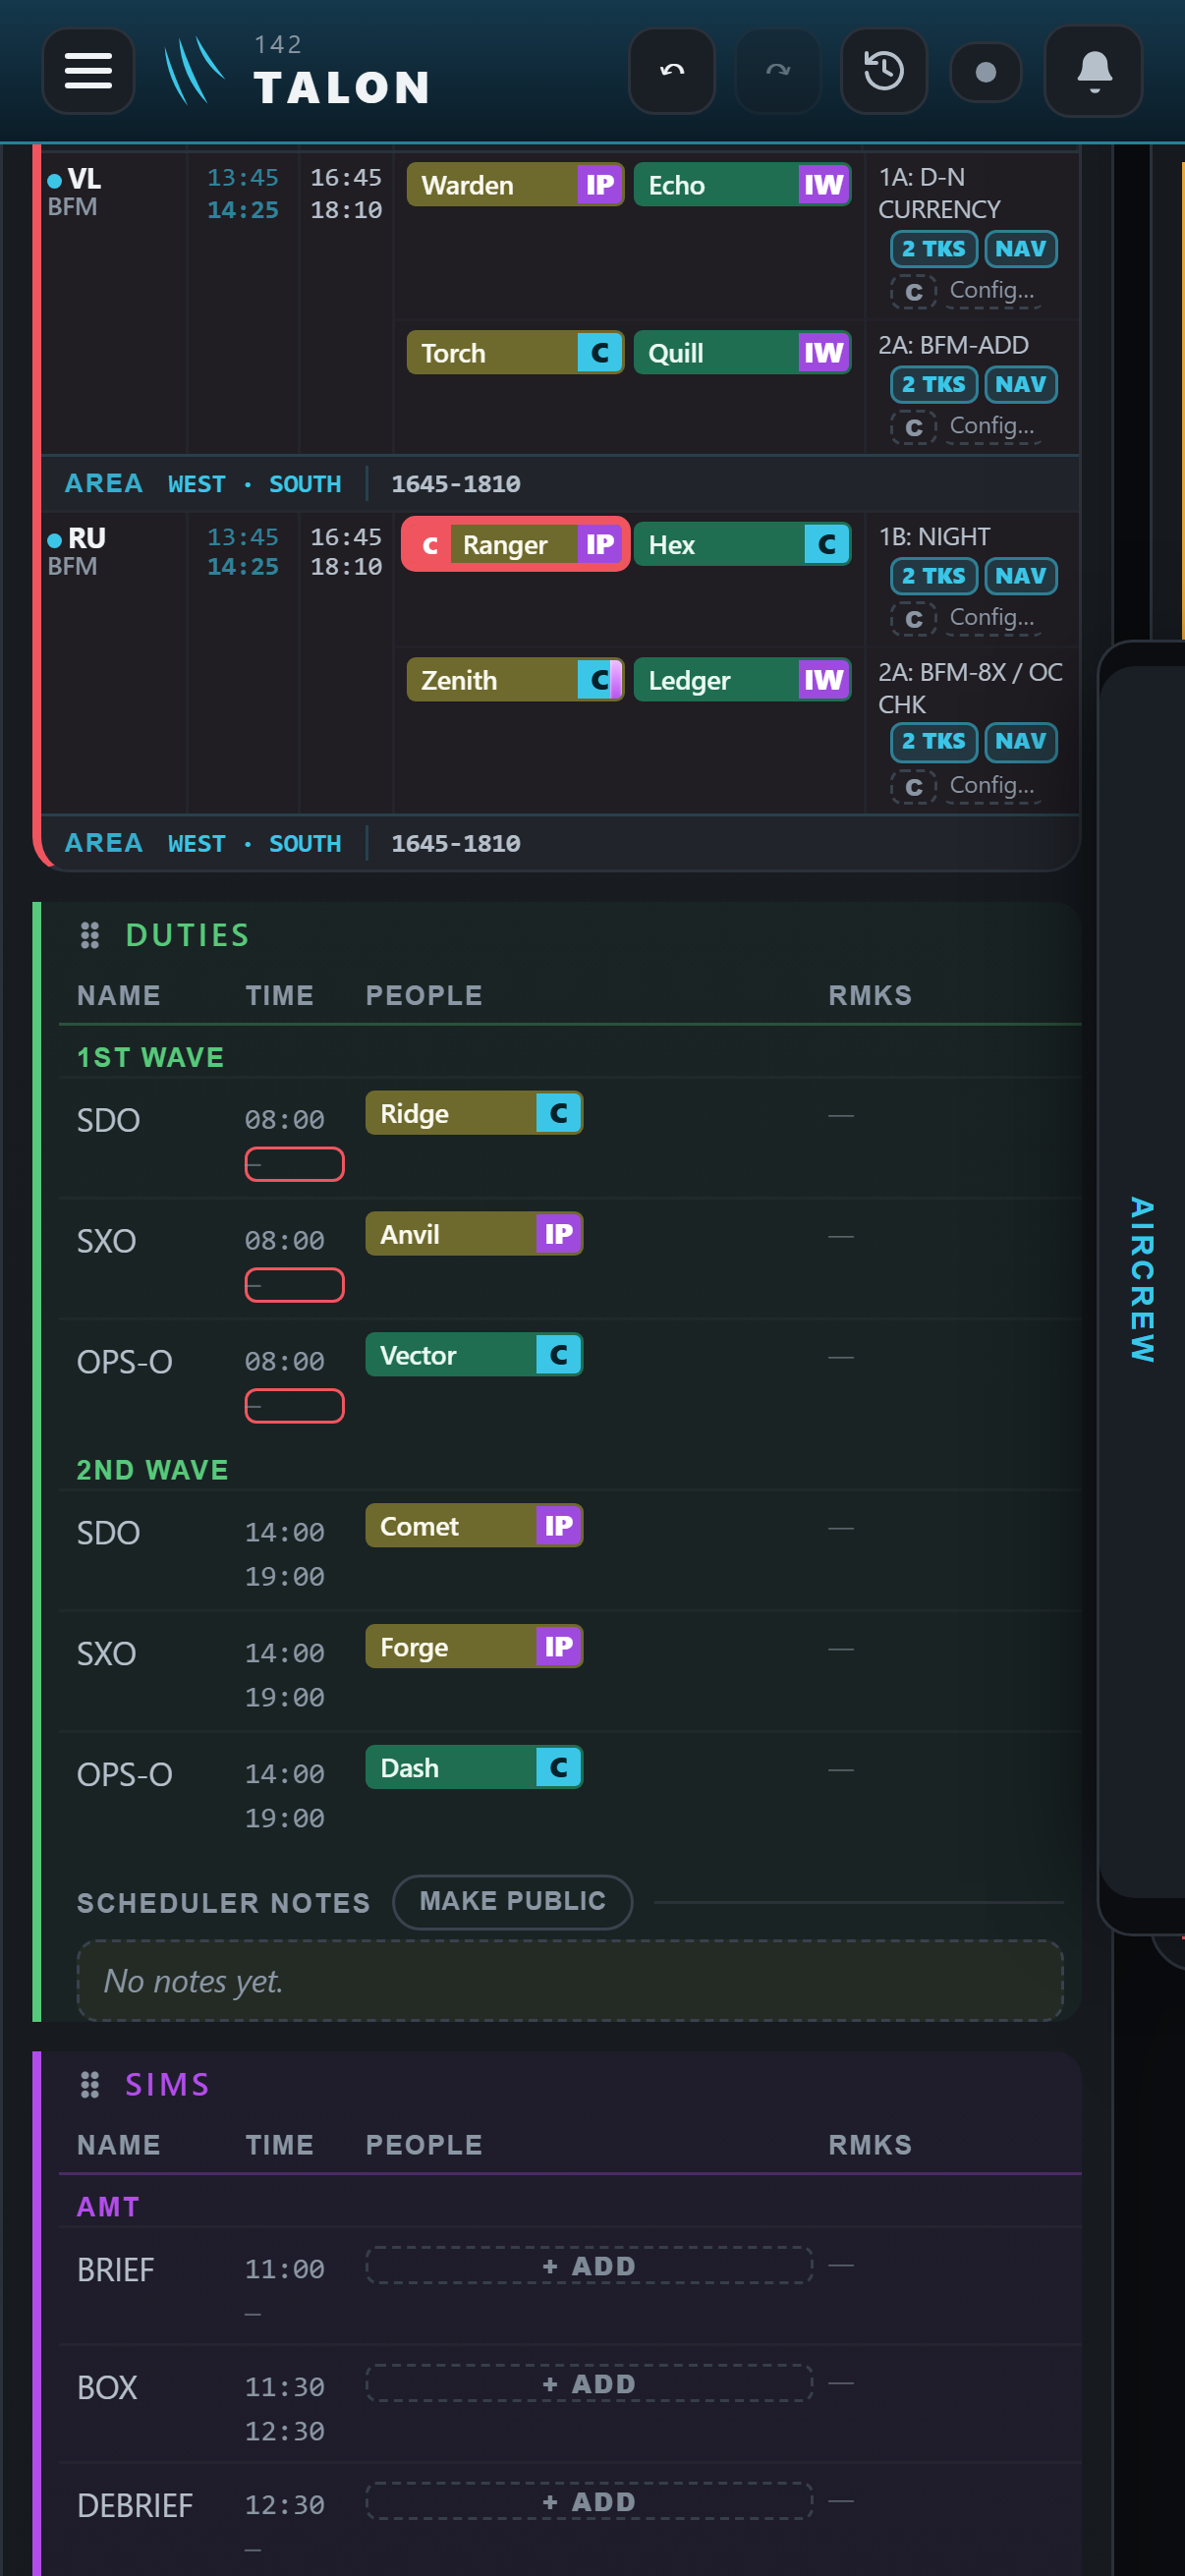 142
TALON
VL 13:45 16:45 Warden IP Echo IW 1A: D-N
BFM 14:25 18:10 CURRENCY
2 TKS NAV
C Config...
Torch C Quill IW 2A: BFM-ADD
2 TKS NAV
C Config...
AREA WEST · SOUTH 1645-1810
RU 13:45 16:45 C Ranger IP Hex C 1B: NIGHT
BFM 14:25 18:10 2 TKS NAV
C Config...
Zenith C Ledger IW 2A: BFM-8X / OC
CHK
2 TKS NAV
C Config...
AREA WEST · SOUTH 1645-1810
DUTIES
NAME TIME PEOPLE RMKS
1ST WAVE
SDO 08:00 Ridge C —
—
SXO 08:00 Anvil IP —
—
OPS-O 08:00 Vector C —
—
2ND WAVE
SDO 14:00 Comet IP —
19:00
SXO 14:00 Forge IP —
19:00
OPS-O 14:00 Dash C —
19:00
SCHEDULER NOTES MAKE PUBLIC
No notes yet.
SIMS
NAME TIME PEOPLE RMKS
AMT
BRIEF 11:00 + ADD —
—
BOX 11:30 + ADD —
12:30
DEBRIEF 12:30 + ADD —
—
AIRCREW